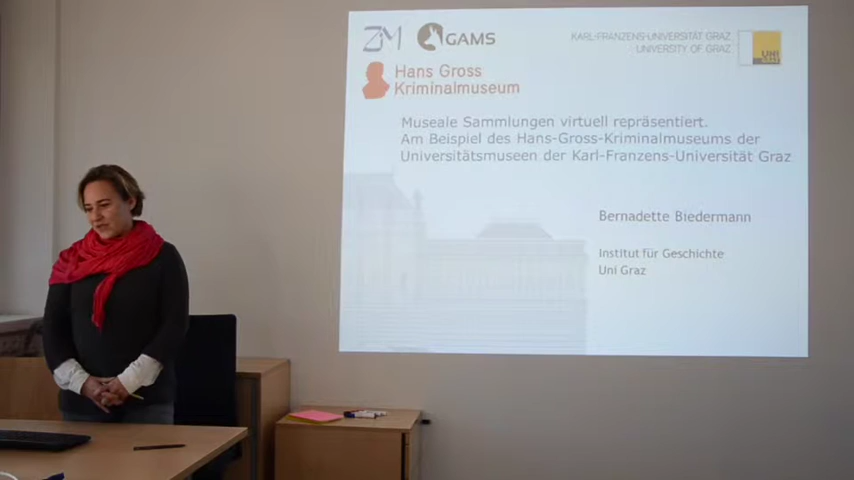 ZiM GAMS KARL-FRANZENS-UNIVERSITÄT GRAZ
UNIVERSITY OF GRAZ
UNI
GRAZ
Hans Gross
Kriminalmuseum
Museale Sammlungen virtuell repräsentiert.
Am Beispiel des Hans-Gross-Kriminalmuseums der
Universitätsmuseen der Karl-Franzens-Universität Graz
Bernadette Biedermann
Institut für Geschichte
Uni Graz